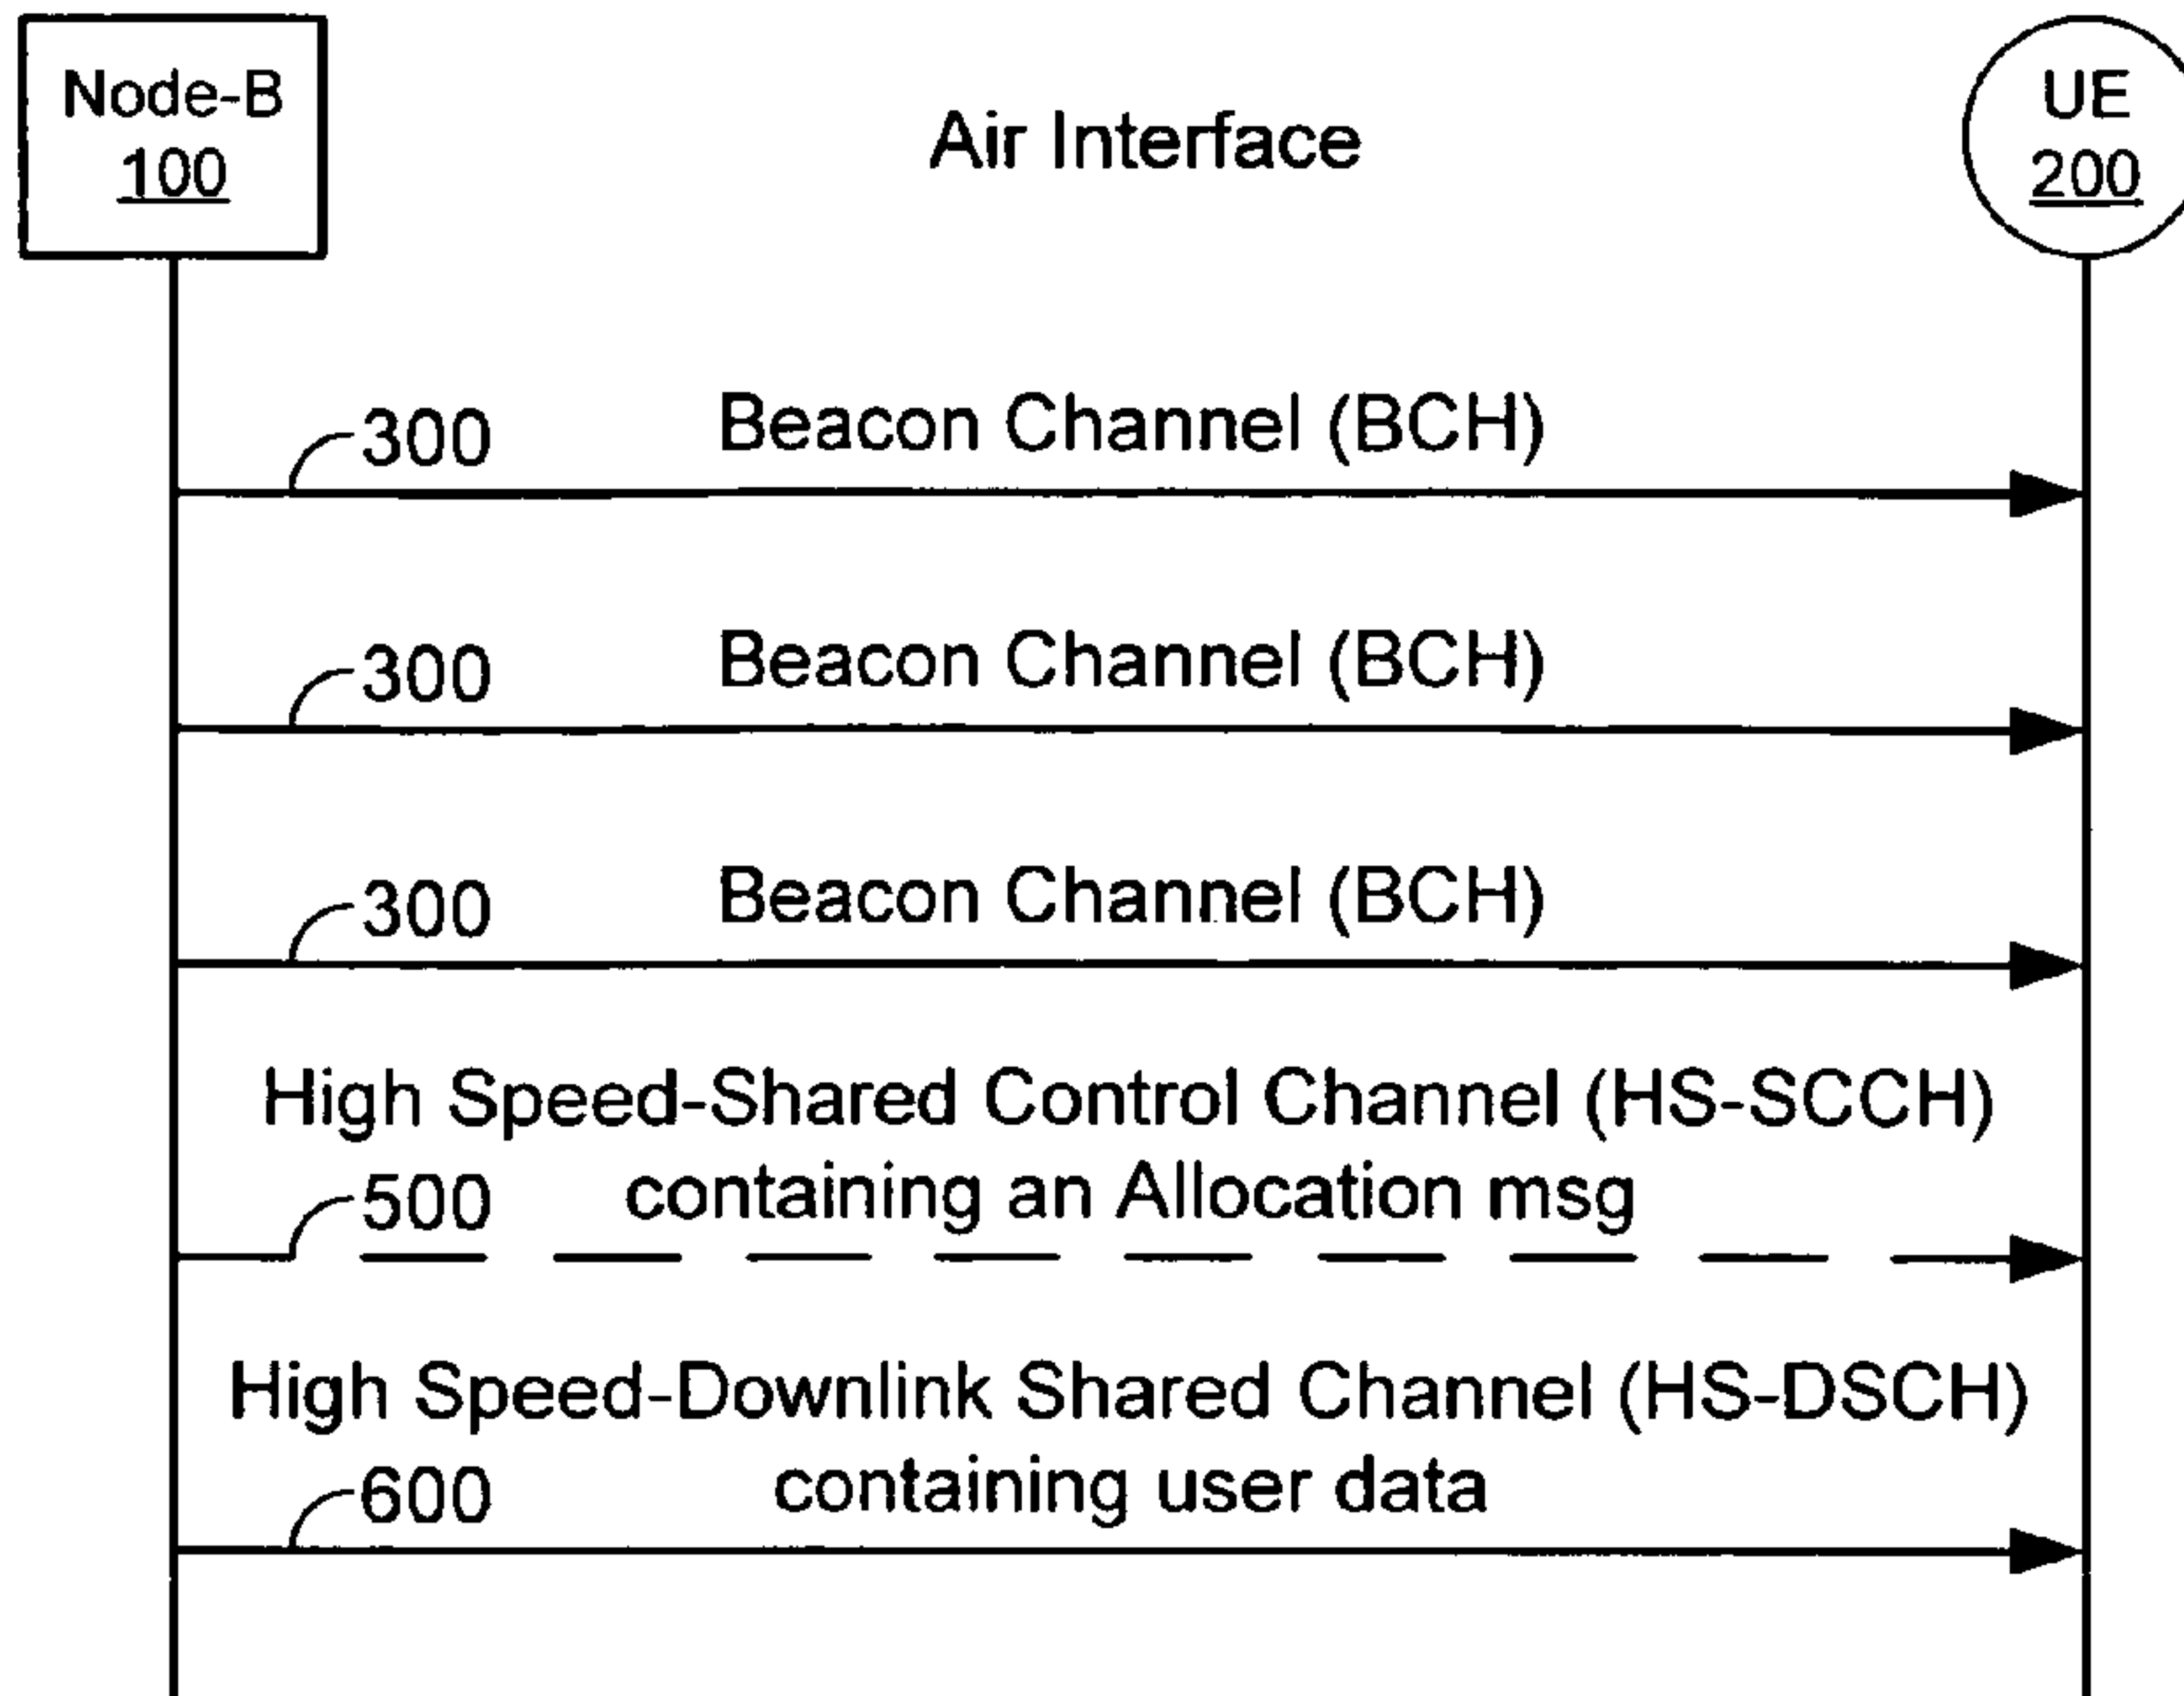 Node-B
100
Air Interface
UE
200
300
Beacon Channel (BCH)
300
Beacon Channel (BCH)
300
Beacon Channel (BCH)
High Speed-Shared Control Channel (HS-SCCH)
500
containing an Allocation msg
High Speed-Downlink Shared Channel (HS-DSCH)
600
containing user data